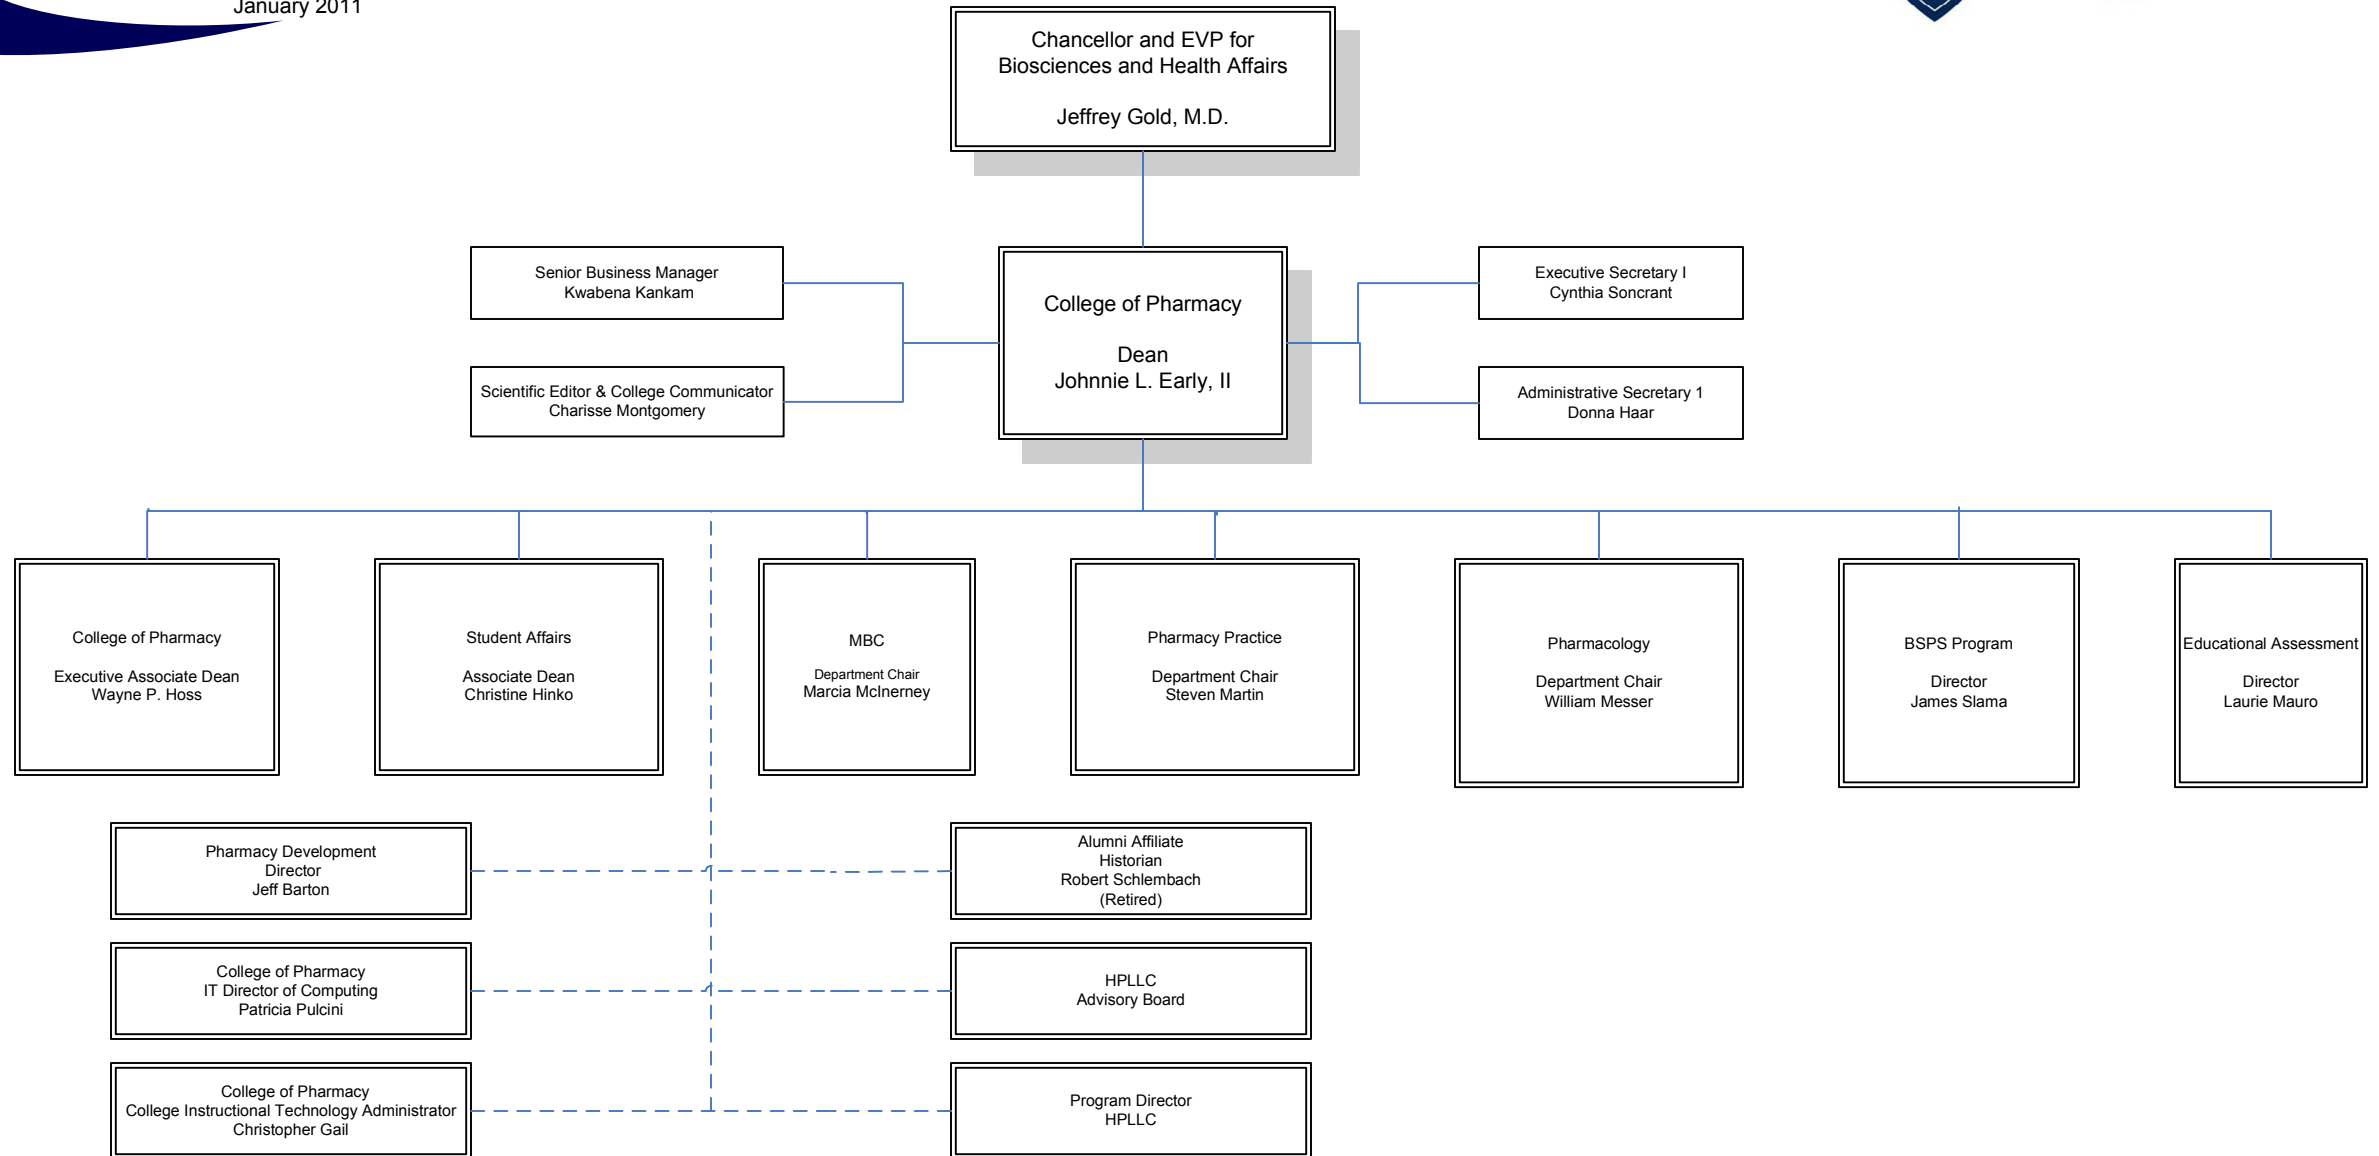 January 2011
Chancellor and EVP for
Biosciences and Health Affairs
Jeffrey Gold, M.D.
Senior Business Manager
Kwabena Kankam
Scientific Editor & College Communicator
Charisse Montgomery
College of Pharmacy
Dean
Johnnie L. Early, II
Executive Secretary I
Cynthia Soncrant
Administrative Secretary 1
Donna Haar
College of Pharmacy
Executive Associate Dean
Wayne P. Hoss
Student Affairs
Associate Dean
Christine Hinko
MBC
Department Chair
Marcia McInerney
Pharmacy Practice
Department Chair
Steven Martin
Pharmacology
Department Chair
William Messer
BSPS Program
Director
James Slama
Educational Assessment
Director
Laurie Mauro
Pharmacy Development
Director
Jeff Barton
Alumni Affiliate
Historian
Robert Schlembach
(Retired)
College of Pharmacy
IT Director of Computing
Patricia Pulcini
HPLLC
Advisory Board
College of Pharmacy
College Instructional Technology Administrator
Christopher Gail
Program Director
HPLLC